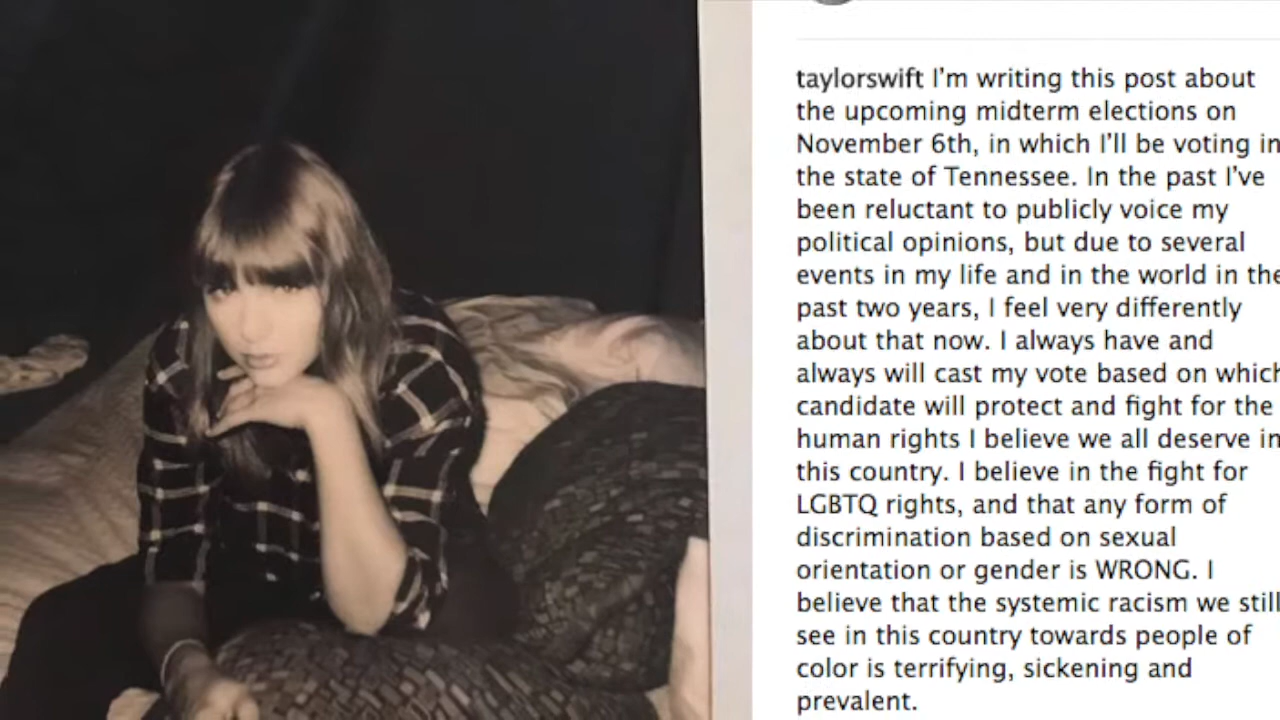 taylorswift I'm writing this post about
the upcoming midterm elections on
November 6th, in which I'll be voting in
the state of Tennessee. In the past I've
been reluctant to publicly voice my
political opinions, but due to several
events in my life and in the world in the
past two years, I feel very differently
about that now. I always have and
always will cast my vote based on which
candidate will protect and fight for the
human rights I believe we all deserve in
this country. I believe in the fight for
LGBTQ rights, and that any form of
discrimination based on sexual
orientation or gender is WRONG. I
believe that the systemic racism we still
see in this country towards people of
color is terrifying, sickening and
prevalent.